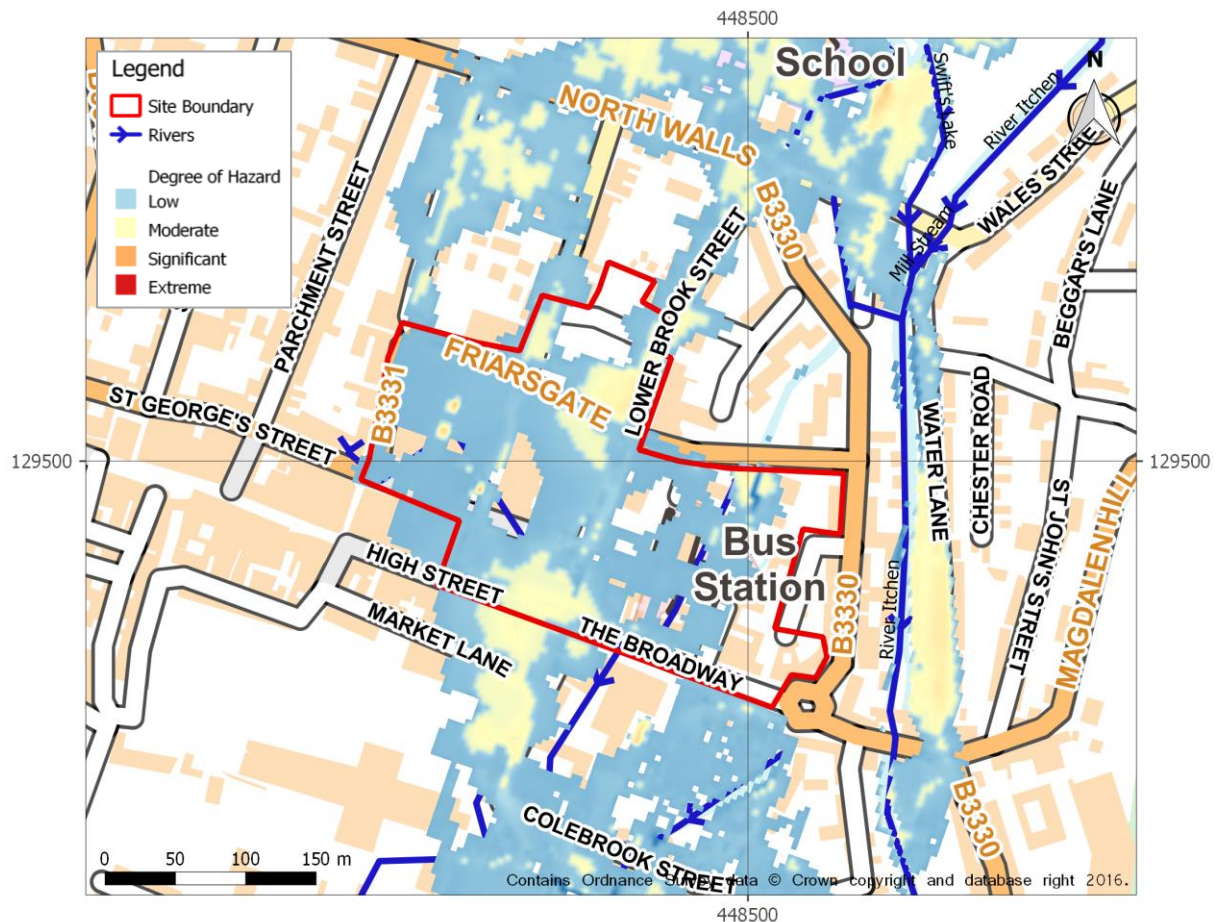 448500
Legend
Site Boundary
Rivers
Degree of Hazard
Low
Moderate
Significant
Extreme
School
N
NORTH WALLS
Swift's Lake
River Itchen
WALES STREE
B3330
PARCHMENT STREET
Mill Stream
BEGGAR'S LANE
LOWER BROOK STREET
FRIARSGATE
B3331
ST GEORGE'S STREET
WATER LANE
CHESTER ROAD
129500
129500
ST JOHN'S STREET
MAGDALEN HILL
Bus
Station
HIGH STREET
B3330
River Itchen
MARKET LANE
THE BROADWAY
B3330
COLEBROOK STREET
0 50 100 150 m
Contains Ordnance data © Crown copyright and database right 2016.
448500